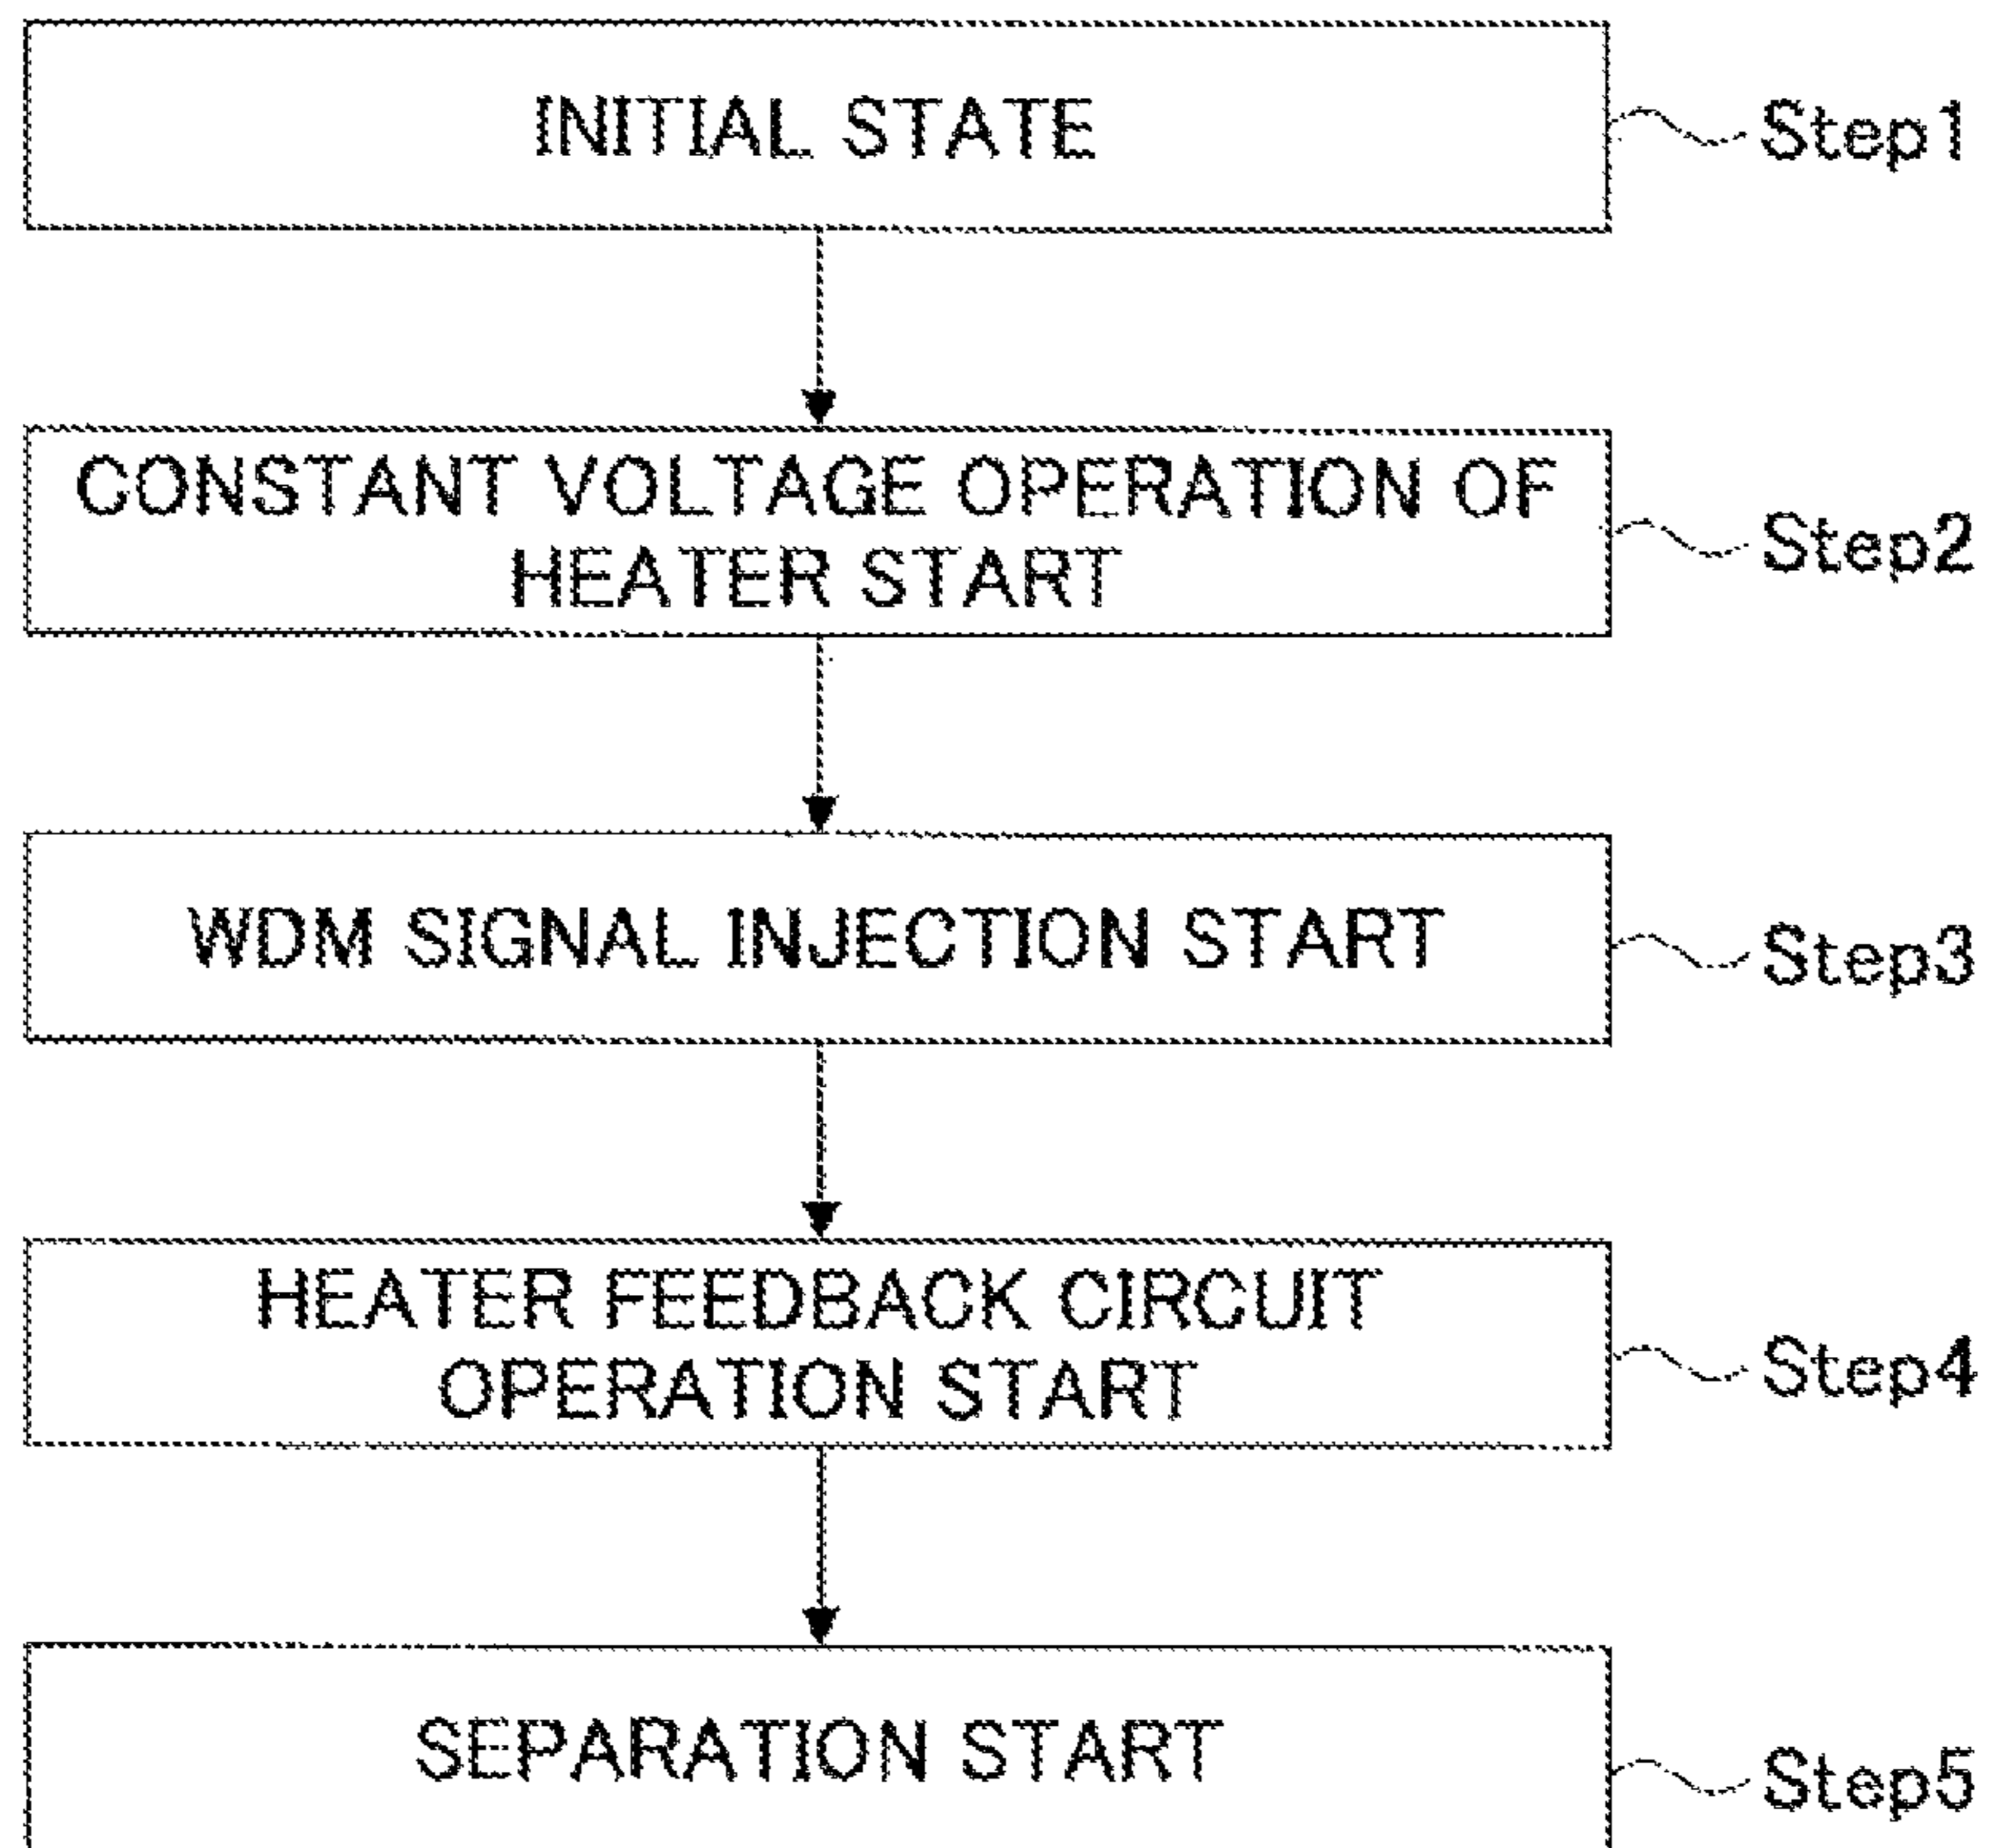 INITIAL STATE
Step1
CONSTANT VOLTAGE OPERATION OF
HEATER START
Step2
WDM SIGNAL INJECTION START
Step3
HEATER FEEDBACK CIRCUIT
OPERATION START
Step4
SEPARATION START
Step5